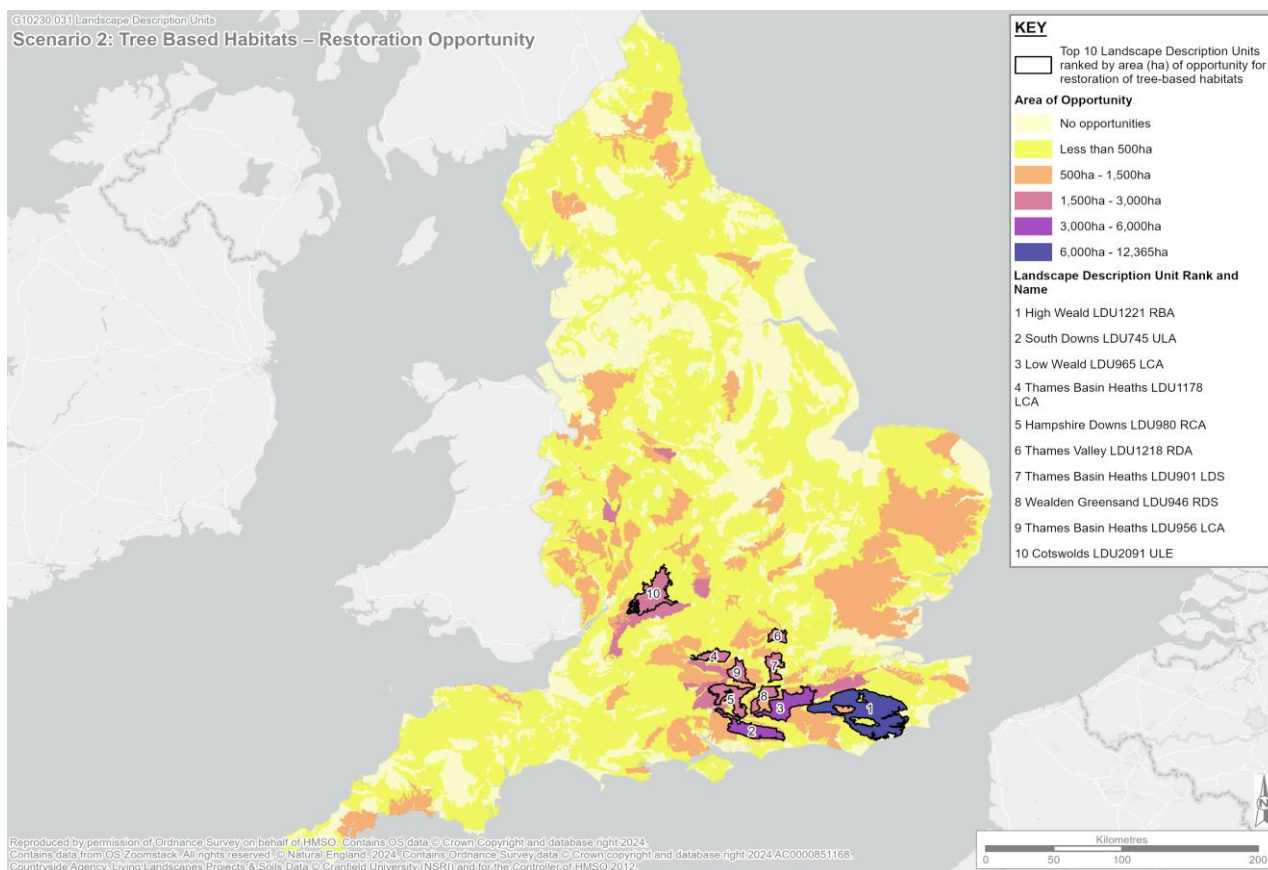 G10230.031 Landscape Description Units
Scenario 2: Tree Based Habitats – Restoration Opportunity
KEY
Top 10 Landscape Description Units
ranked by area (ha) of opportunity for
restoration of tree-based habitats
Area of Opportunity
No opportunities
Less than 500ha
500ha - 1,500ha
1,500ha - 3,000ha
3,000ha - 6,000ha
6,000ha - 12,365ha
Landscape Description Unit Rank and
Name
1 High Weald LDU1221 RBA
2 South Downs LDU745 ULA
3 Low Weald LDU965 LCA
4 Thames Basin Heaths LDU1178
LCA
5 Hampshire Downs LDU980 RCA
6 Thames Valley LDU1218 RDA
7 Thames Basin Heaths LDU901 LDS
8 Wealden Greensand LDU946 RDS
9 Thames Basin Heaths LDU956 LCA
10 Cotswolds LDU2091 ULE
10
6
4
7
9
8
5
3
1
1
2
N
Kilometres
0 50 100 200
Reproduced by permission of Ordnance Survey on behalf of HMSO. Contains OS data © Crown Copyright and database right 2024.
Contains data from OS Zoomstack. All rights reserved. © Natural England. 2024. Contains Ordnance Survey data © Crown copyright and database right 2024 AC0000851168.
Countryside Agency, Living Landscapes Projects & Soils Data © Cranfield University (NSRI) and for the Controller of HMSO 2012.